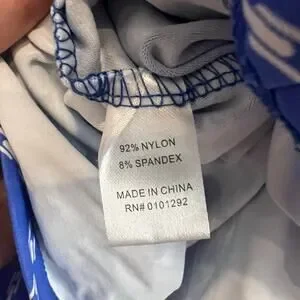 92% NYLON
8% SPANDEX
MADE IN CHINA
RN# 0101292